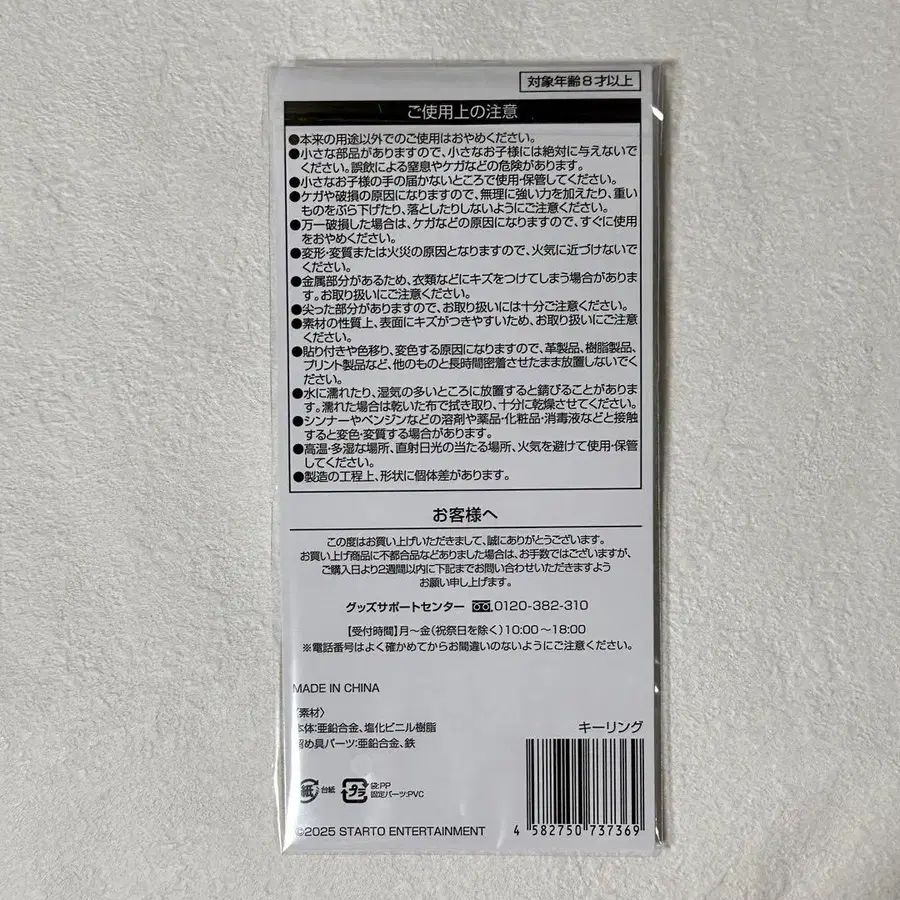 対象年齢8才以上
ご使用上の注意
●本来の用途以外でのご使用はおやめください。
●小さな部品がありますので、小さなお子様には絶対に与えないで
ください。誤飲による窒息やケガなどの危険があります。
●小さなお子様の手の届かないところで使用・保管してください。
●ケガや破損の原因になりますので、無理に強い力を加えたり、重い
ものをぶら下げたり、落としたりしないようにご注意ください。
●万一破損した場合は、ケガなどの原因になりますので、すぐに使用
をおやめください。
●変形・変質または火災の原因となりますので、火気に近づけないで
ください。
●金属部分があるため、衣類などにキズをつけてしまう場合がありま
す。お取り扱いにご注意ください。
●尖った部分がありますので、お取り扱いには十分ご注意ください。
●素材の性質上、表面にキズがつきやすいため、お取り扱いにご注意
ください。
●貼り付きや色移り、変色する原因になりますので、革製品、樹脂製品、
プリント製品など、他のものと長時間密着させたまま放置しないでく
ださい。
●水に濡れたり、湿気の多いところに放置すると錆びることがありま
す。濡れた場合は乾いた布で拭き取り、十分に乾燥させてください。
●シンナーやベンジンなどの溶剤や薬品・化粧品・消毒液などと接触
すると変色・変質する場合があります。
●高温・多湿な場所、直射日光の当たる場所、火気を避けて使用・保管
してください。
●製造の工程上、形状に個体差があります。
お客様へ
この度はお買い上げいただきまして、誠にありがとうございます。
お買い上げ商品に不都合品などありました場合は、お手数ではございますが、
ご購入日より2週間以内に下記までお問い合わせいただきますよう
お願い申し上げます。
グッズサポートセンター 0120-382-310
【受付時間】月〜金(祝祭日を除く)10:00〜18:00
※電話番号はよく確かめてからお間違いのないようにご注意ください。
MADE IN CHINA
〈素材〉
本体:亜鉛合金、塩化ビニル樹脂
留め具パーツ:亜鉛合金、鉄
キーリング
紙 台紙
プラ 袋:PP
固定パーツ:PVC
©2025 STARTO ENTERTAINMENT
4 582750 737369